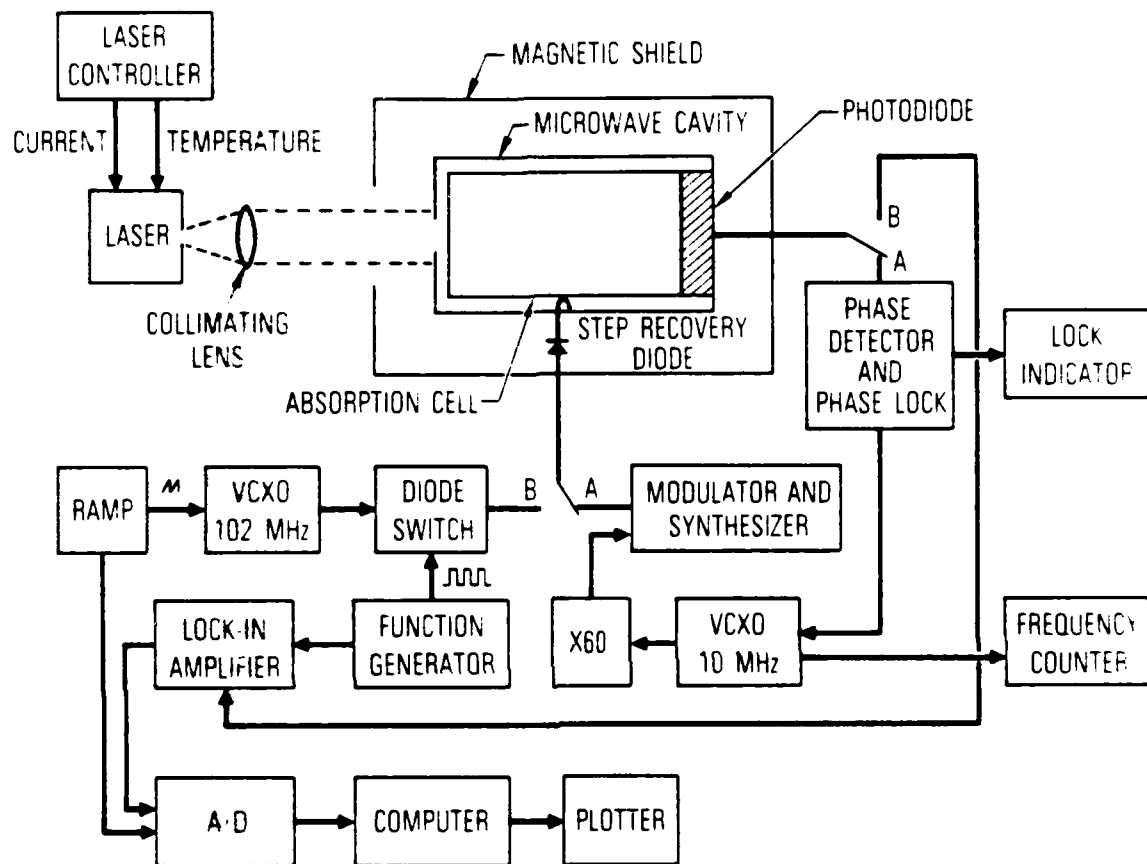 LASER
CONTROLLER
CURRENT
TEMPERATURE
LASER
COLLIMATING
LENS
MAGNETIC SHIELD
MICROWAVE CAVITY
PHOTODIODE
B
A
STEP RECOVERY
DIODE
ABSORPTION CELL
PHASE
DETECTOR
AND
PHASE LOCK
LOCK
INDICATOR
RAMP
VCXO
102 MHz
DIODE
SWITCH
B
A
MODULATOR AND
SYNTHESIZER
LOCK-IN
AMPLIFIER
FUNCTION
GENERATOR
X60
VCXO
10 MHz
FREQUENCY
COUNTER
A-D
COMPUTER
PLOTTER